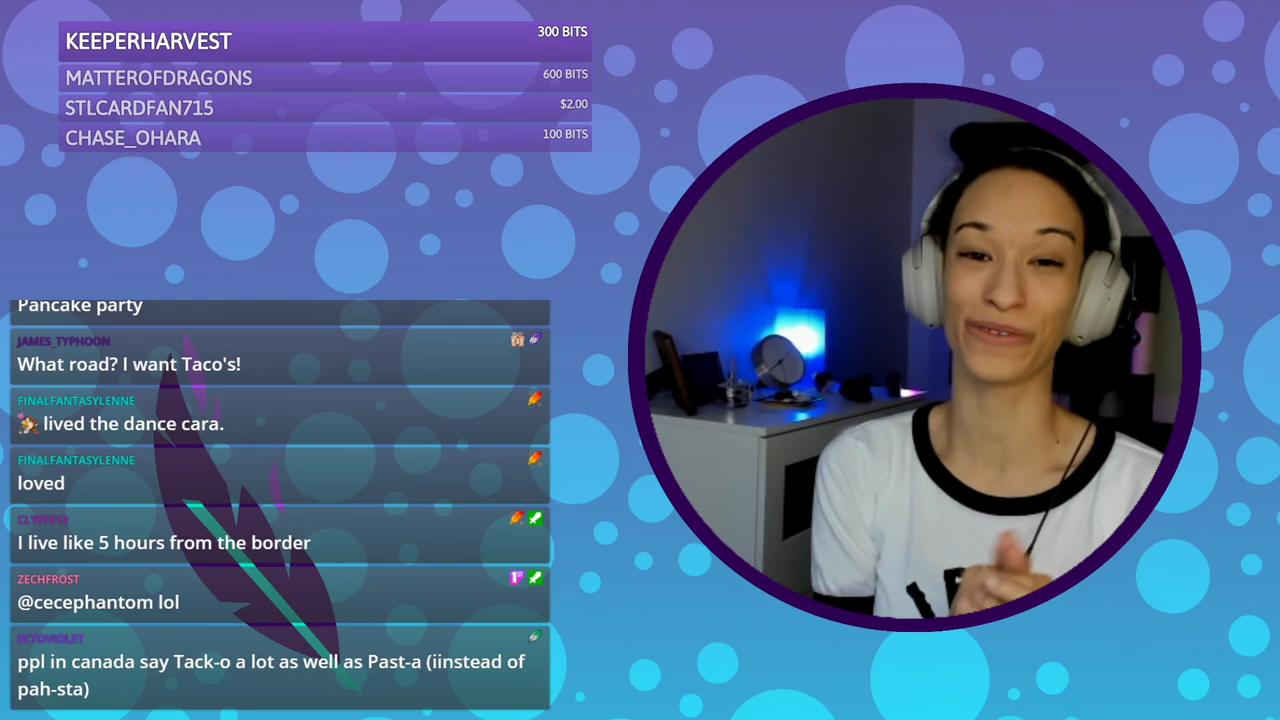 KEEPERHARVEST 300 BITS
MATTEROFDRAGONS 600 BITS
STLCARDFAN715 $2.00
CHASE_OHARA 100 BITS
Pancake party
JAMES_TYPHOON
What road? I want Taco's!
FINALFANTASYLENNE
lived the dance cara.
FINALFANTASYLENNE
loved
I live like 5 hours from the border
ZECHFROST
@cecephantom lol
ECTOVIOLET
ppl in canada say Tack-o a lot as well as Past-a (iinstead of
pah-sta)